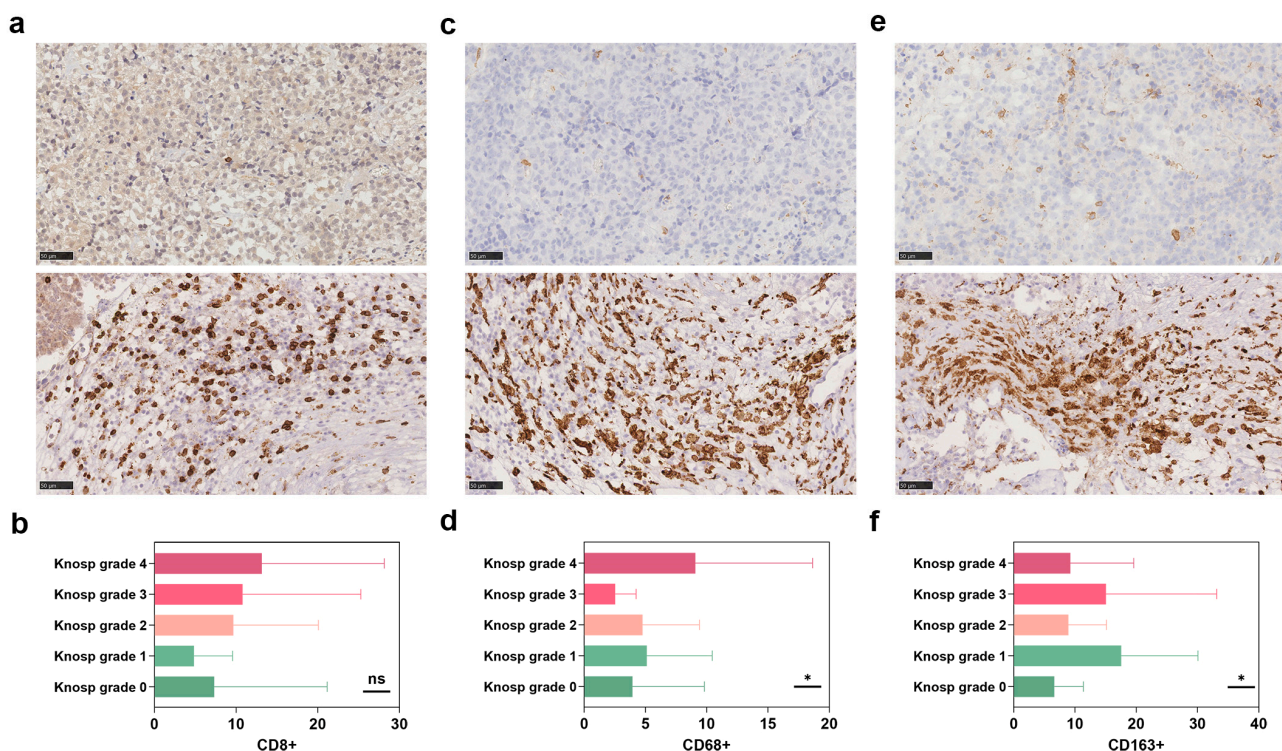 a
c
e
50 µm
50 µm
50 µm
50 µm
50 µm
50 µm
b
Knosp grade 4
Knosp grade 3
Knosp grade 2
Knosp grade 1
Knosp grade 0
ns
0
10
20
30
CD8+
d
Knosp grade 4
Knosp grade 3
Knosp grade 2
Knosp grade 1
Knosp grade 0
*
0
5
10
15
20
CD68+
f
Knosp grade 4
Knosp grade 3
Knosp grade 2
Knosp grade 1
Knosp grade 0
*
0
10
20
30
40
CD163+